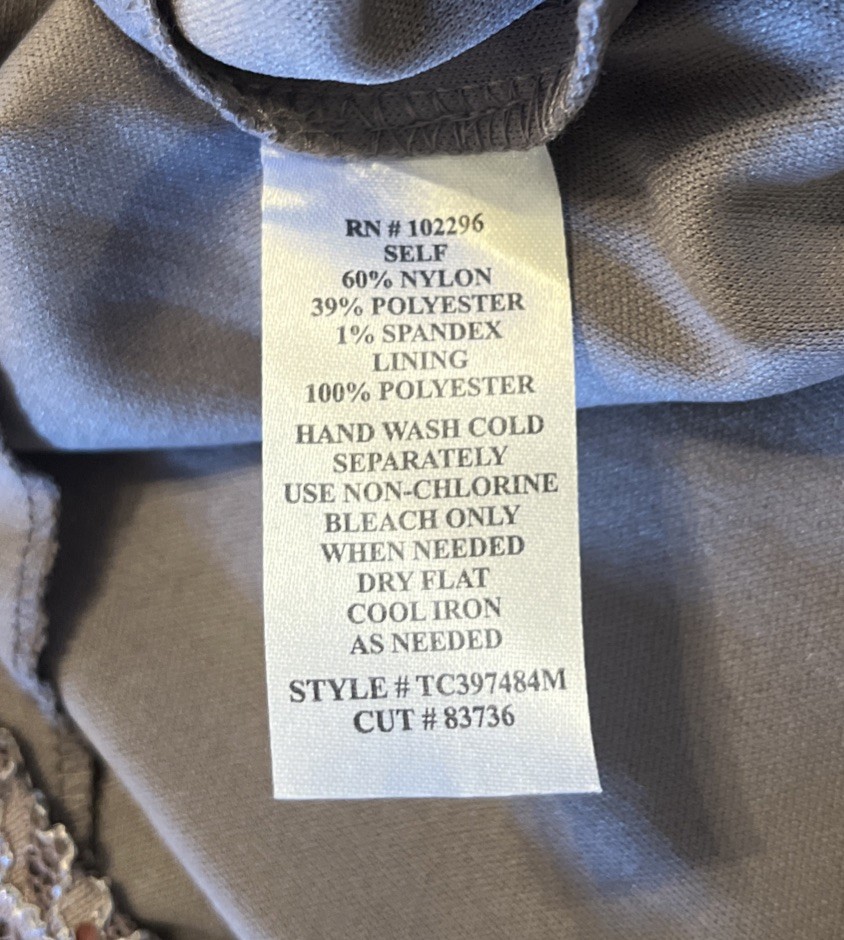 RN # 102296
SELF
60% NYLON
39% POLYESTER
1% SPANDEX
LINING
100% POLYESTER
HAND WASH COLD
SEPARATELY
USE NON-CHLORINE
BLEACH ONLY
WHEN NEEDED
DRY FLAT
COOL IRON
AS NEEDED
STYLE # TC397484M
CUT # 83736